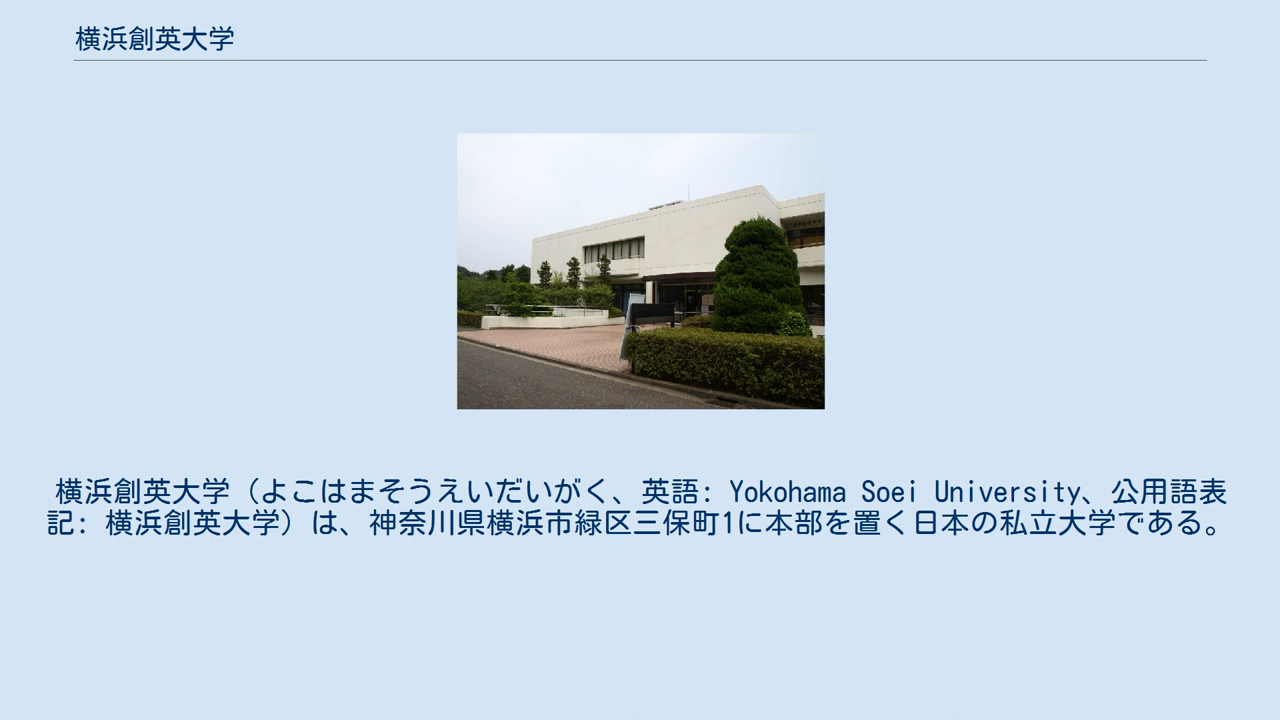 横浜創英大学
横浜創英大学（よこはまそうえいだいがく、英語: Yokohama Soei University、公用語表
記: 横浜創英大学）は、神奈川県横浜市緑区三保町1に本部を置く日本の私立大学である。